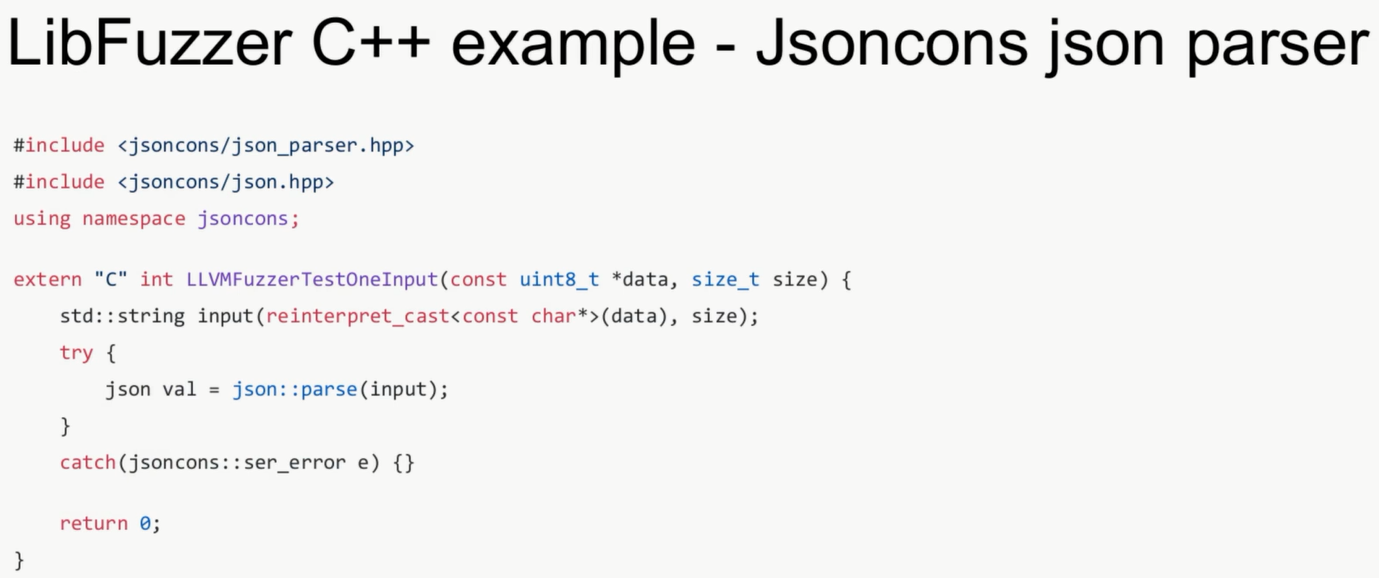 LibFuzzer C++ example - Jsoncons json parser
#include <jsoncons/json_parser.hpp>
#include <jsoncons/json.hpp>
using namespace jsoncons;
extern "C" int LLVMFuzzerTestOneInput(const uint8_t *data, size_t size) {
    std::string input(reinterpret_cast<const char*>(data), size);
    try {
        json val = json::parse(input);
    }
    catch(jsoncons::ser_error e) {}
    return 0;
}